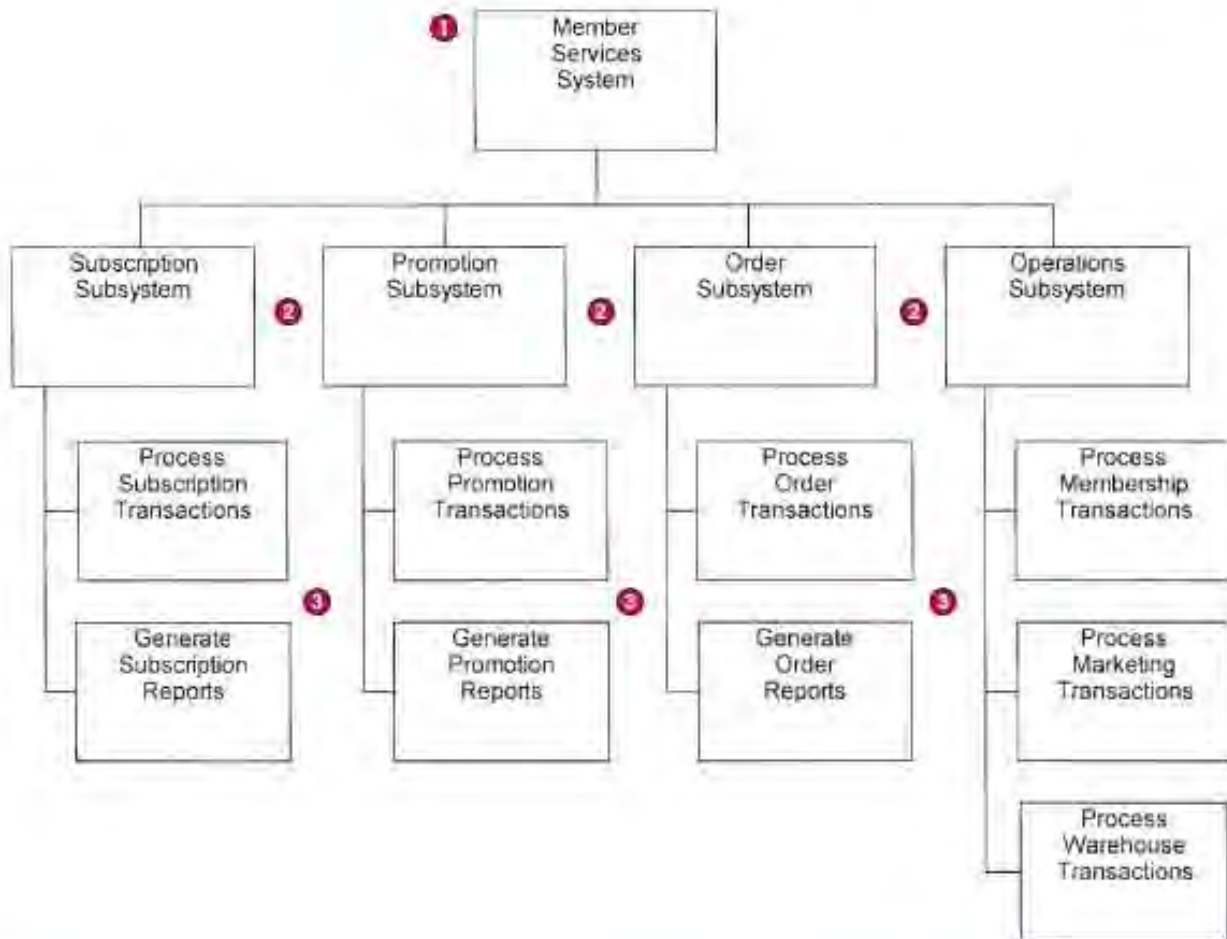 1
Member
Services
System
Subscription
Subsystem
2
Promotion
Subsystem
2
Order
Subsystem
2
Operations
Subsystem
Process
Subscription
Transactions
Process
Promotion
Transactions
Process
Order
Transactions
Process
Membership
Transactions
3
3
3
Generate
Subscription
Reports
Generate
Promotion
Reports
Generate
Order
Reports
Process
Marketing
Transactions
Process
Warehouse
Transactions